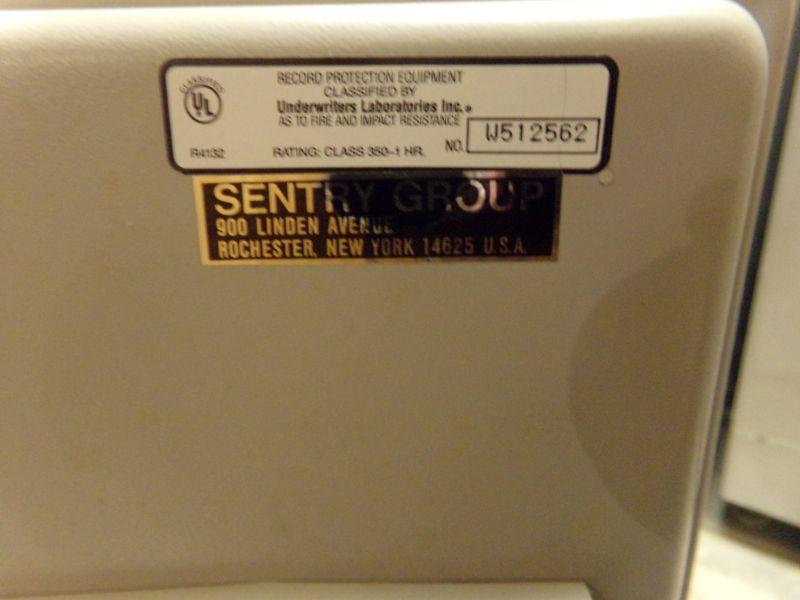 CLASSIFIED
UL
RECORD PROTECTION EQUIPMENT
CLASSIFIED BY
Underwriters Laboratories Inc.®
AS TO FIRE AND IMPACT RESISTANCE
R4132
RATING: CLASS 350-1 HR.
NO. W512562
SENTRY GROUP
900 LINDEN AVENUE
ROCHESTER, NEW YORK 14625 U.S.A.